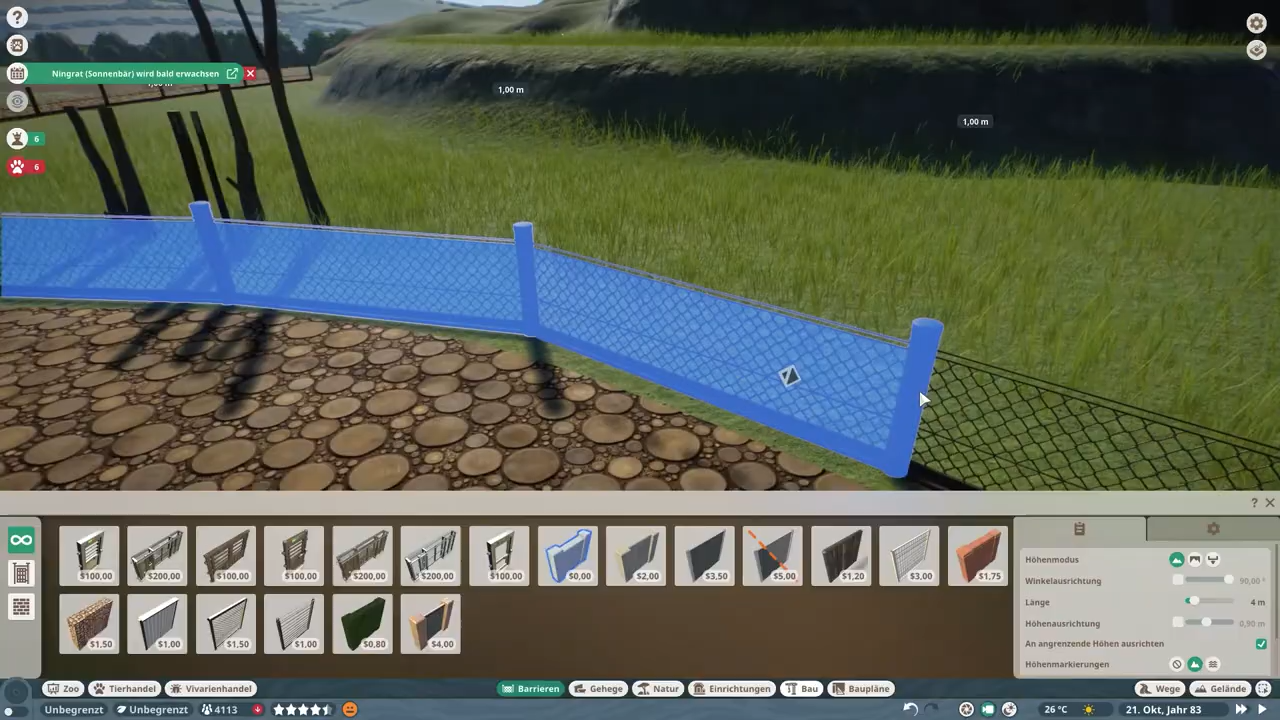 Ningrat (Sonnenbär) wird bald erwachsen
1,00 m
1,00 m
6
6
$100,00
$200,00
$100,00
$100,00
$200,00
$200,00
$100,00
$0,00
$2,00
$3,50
$5,00
$1,20
$3,00
$1,75
$1,50
$1,00
$1,50
$1,00
$0,80
$4,00
Höhenmodus
Winkelausrichtung 90,00 °
Länge 4 m
Höhenausrichtung 0,90 m
An angrenzende Höhen ausrichten
Höhenmarkierungen
Zoo Tierhandel Vivarienhandel Barrieren Gehege Natur Einrichtungen Bau Baupläne Wege Gelände
Unbegrenzt Unbegrenzt 4113 26 °C 21. Okt, Jahr 83